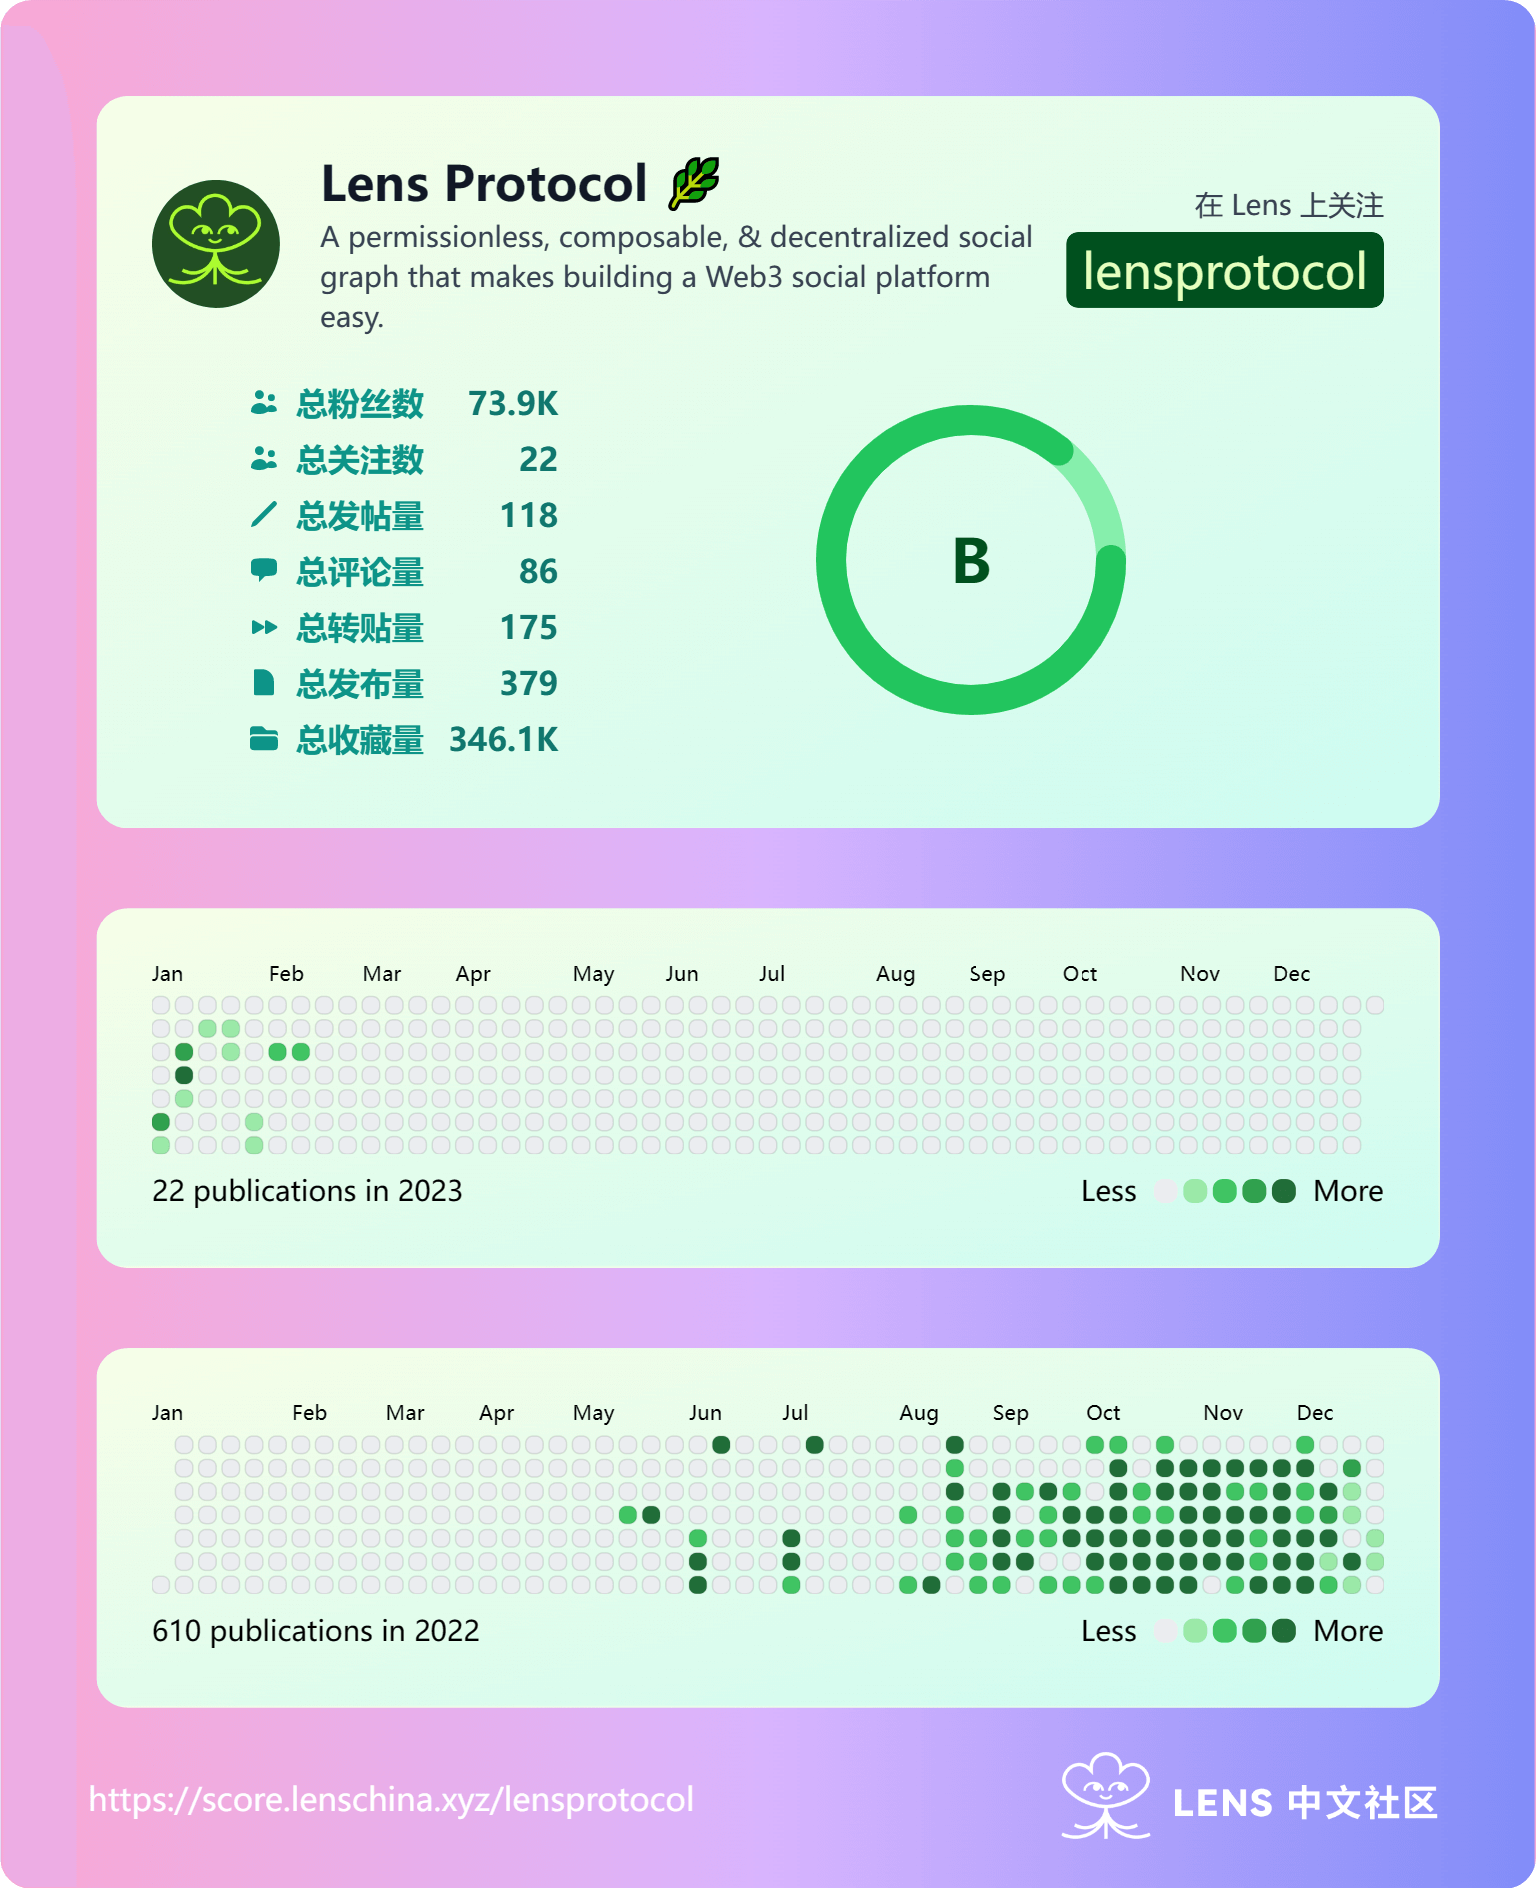 Lens Protocol 🌿
A permissionless, composable, & decentralized social
graph that makes building a Web3 social platform
easy.
在 Lens 上关注
lensprotocol
总粉丝数 73.9K
总关注数 22
总发帖量 118
总评论量 86
总转贴量 175
总发布量 379
总收藏量 346.1K
B
Jan Feb Mar Apr May Jun Jul Aug Sep Oct Nov Dec
22 publications in 2023
Less More
Jan Feb Mar Apr May Jun Jul Aug Sep Oct Nov Dec
610 publications in 2022
Less More
https://score.lenschina.xyz/lensprotocol
LENS 中文社区